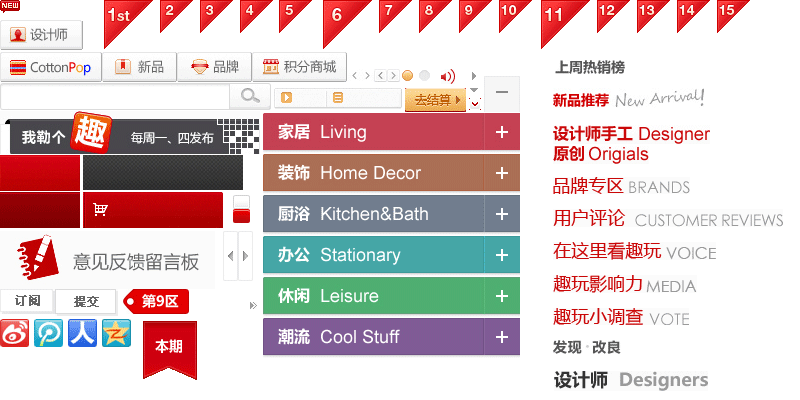 NEW
1st 2 3 4 5 6 7 8 9 10 11 12 13 14 15
设计师
CottonPop 新品 品牌 积分商城
去结算
我勒个 趣 每周一、四发布
意见反馈留言板
订阅 提交 第9区
本期
家居 Living
装饰 Home Decor
厨浴 Kitchen&Bath
办公 Stationary
休闲 Leisure
潮流 Cool Stuff
上周热销榜
新品推荐 New Arrival!
设计师手工 Designer
原创 Origials
品牌专区 BRANDS
用户评论 CUSTOMER REVIEWS
在这里看趣玩 VOICE
趣玩影响力 MEDIA
趣玩小调查 VOTE
发现·改良
设计师 Designers